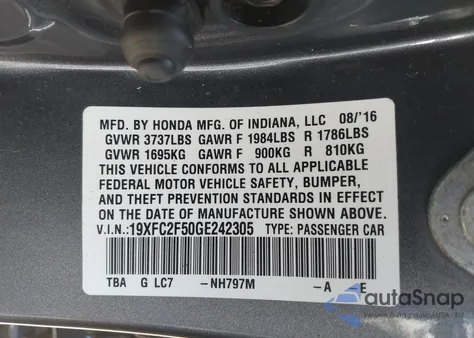 MFD. BY HONDA MFG. OF INDIANA, LLC 08/'16
GVWR 3737LBS GAWR F 1984LBS R 1786LBS
GVWR 1695KG GAWR F 900KG R 810KG
THIS VEHICLE CONFORMS TO ALL APPLICABLE
FEDERAL MOTOR VEHICLE SAFETY, BUMPER,
AND THEFT PREVENTION STANDARDS IN EFFECT
ON THE DATE OF MANUFACTURE SHOWN ABOVE.
V.I.N.:19XFC2F50GE242305 TYPE: PASSENGER CAR
TBA G LC7 -NH797M -A -E
autoSnap